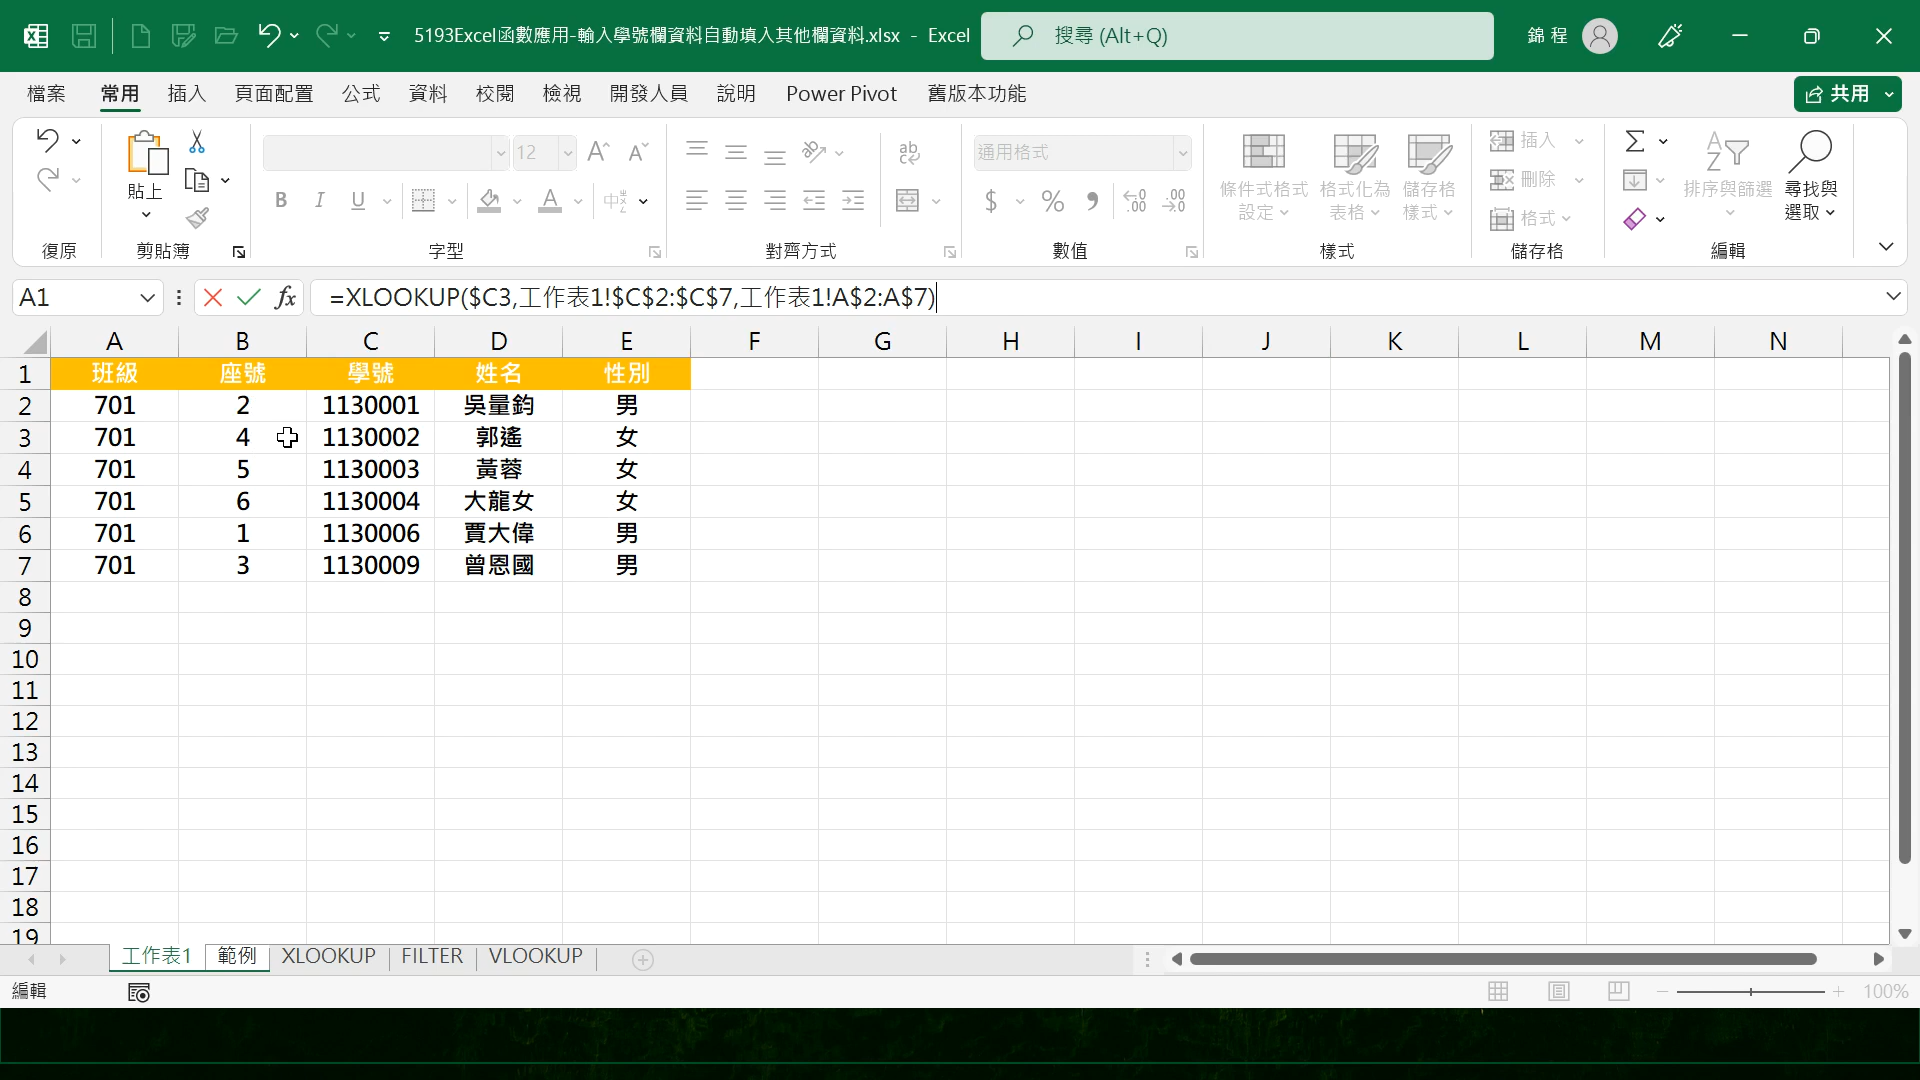 5193Excel函數應用-輸入學號欄資料自動填入其他欄資料.xlsx - Excel
搜尋 (Alt+Q)
錦 程
檔案 常用 插入 頁面配置 公式 資料 校閱 檢視 開發人員 說明 Power Pivot 舊版本功能
共用
貼上
12
通用格式
B I U
$ % 9
條件式格式設定
格式化為表格
儲存格樣式
插入
刪除
格式
排序與篩選
尋找與選取
復原 剪貼簿 字型 對齊方式 數值 樣式 儲存格 編輯
A1
fx
=XLOOKUP($C3,工作表1!$C$2:$C$7,工作表1!A$2:A$7)
A B C D E F G H I J K L M N
1 班級 座號 學號 姓名 性別
2 701 2 1130001 吳量鈞 男
3 701 4 1130002 郭遙 女
4 701 5 1130003 黃蓉 女
5 701 6 1130004 大龍女 女
6 701 1 1130006 賈大偉 男
7 701 3 1130009 曾恩國 男
8
9
10
11
12
13
14
15
16
17
18
19
工作表1 範例 XLOOKUP FILTER VLOOKUP
編輯
100%